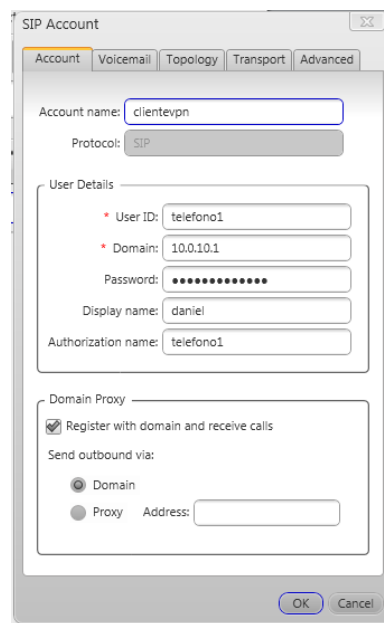 SIP Account
Account Voicemail Topology Transport Advanced
Account name: clientevpn
Protocol: SIP
User Details
* User ID: telefono1
* Domain: 10.0.10.1
Password: •••••••••••••
Display name: daniel
Authorization name: telefono1
Domain Proxy
Register with domain and receive calls
Send outbound via:
Domain
Proxy Address:
OK Cancel